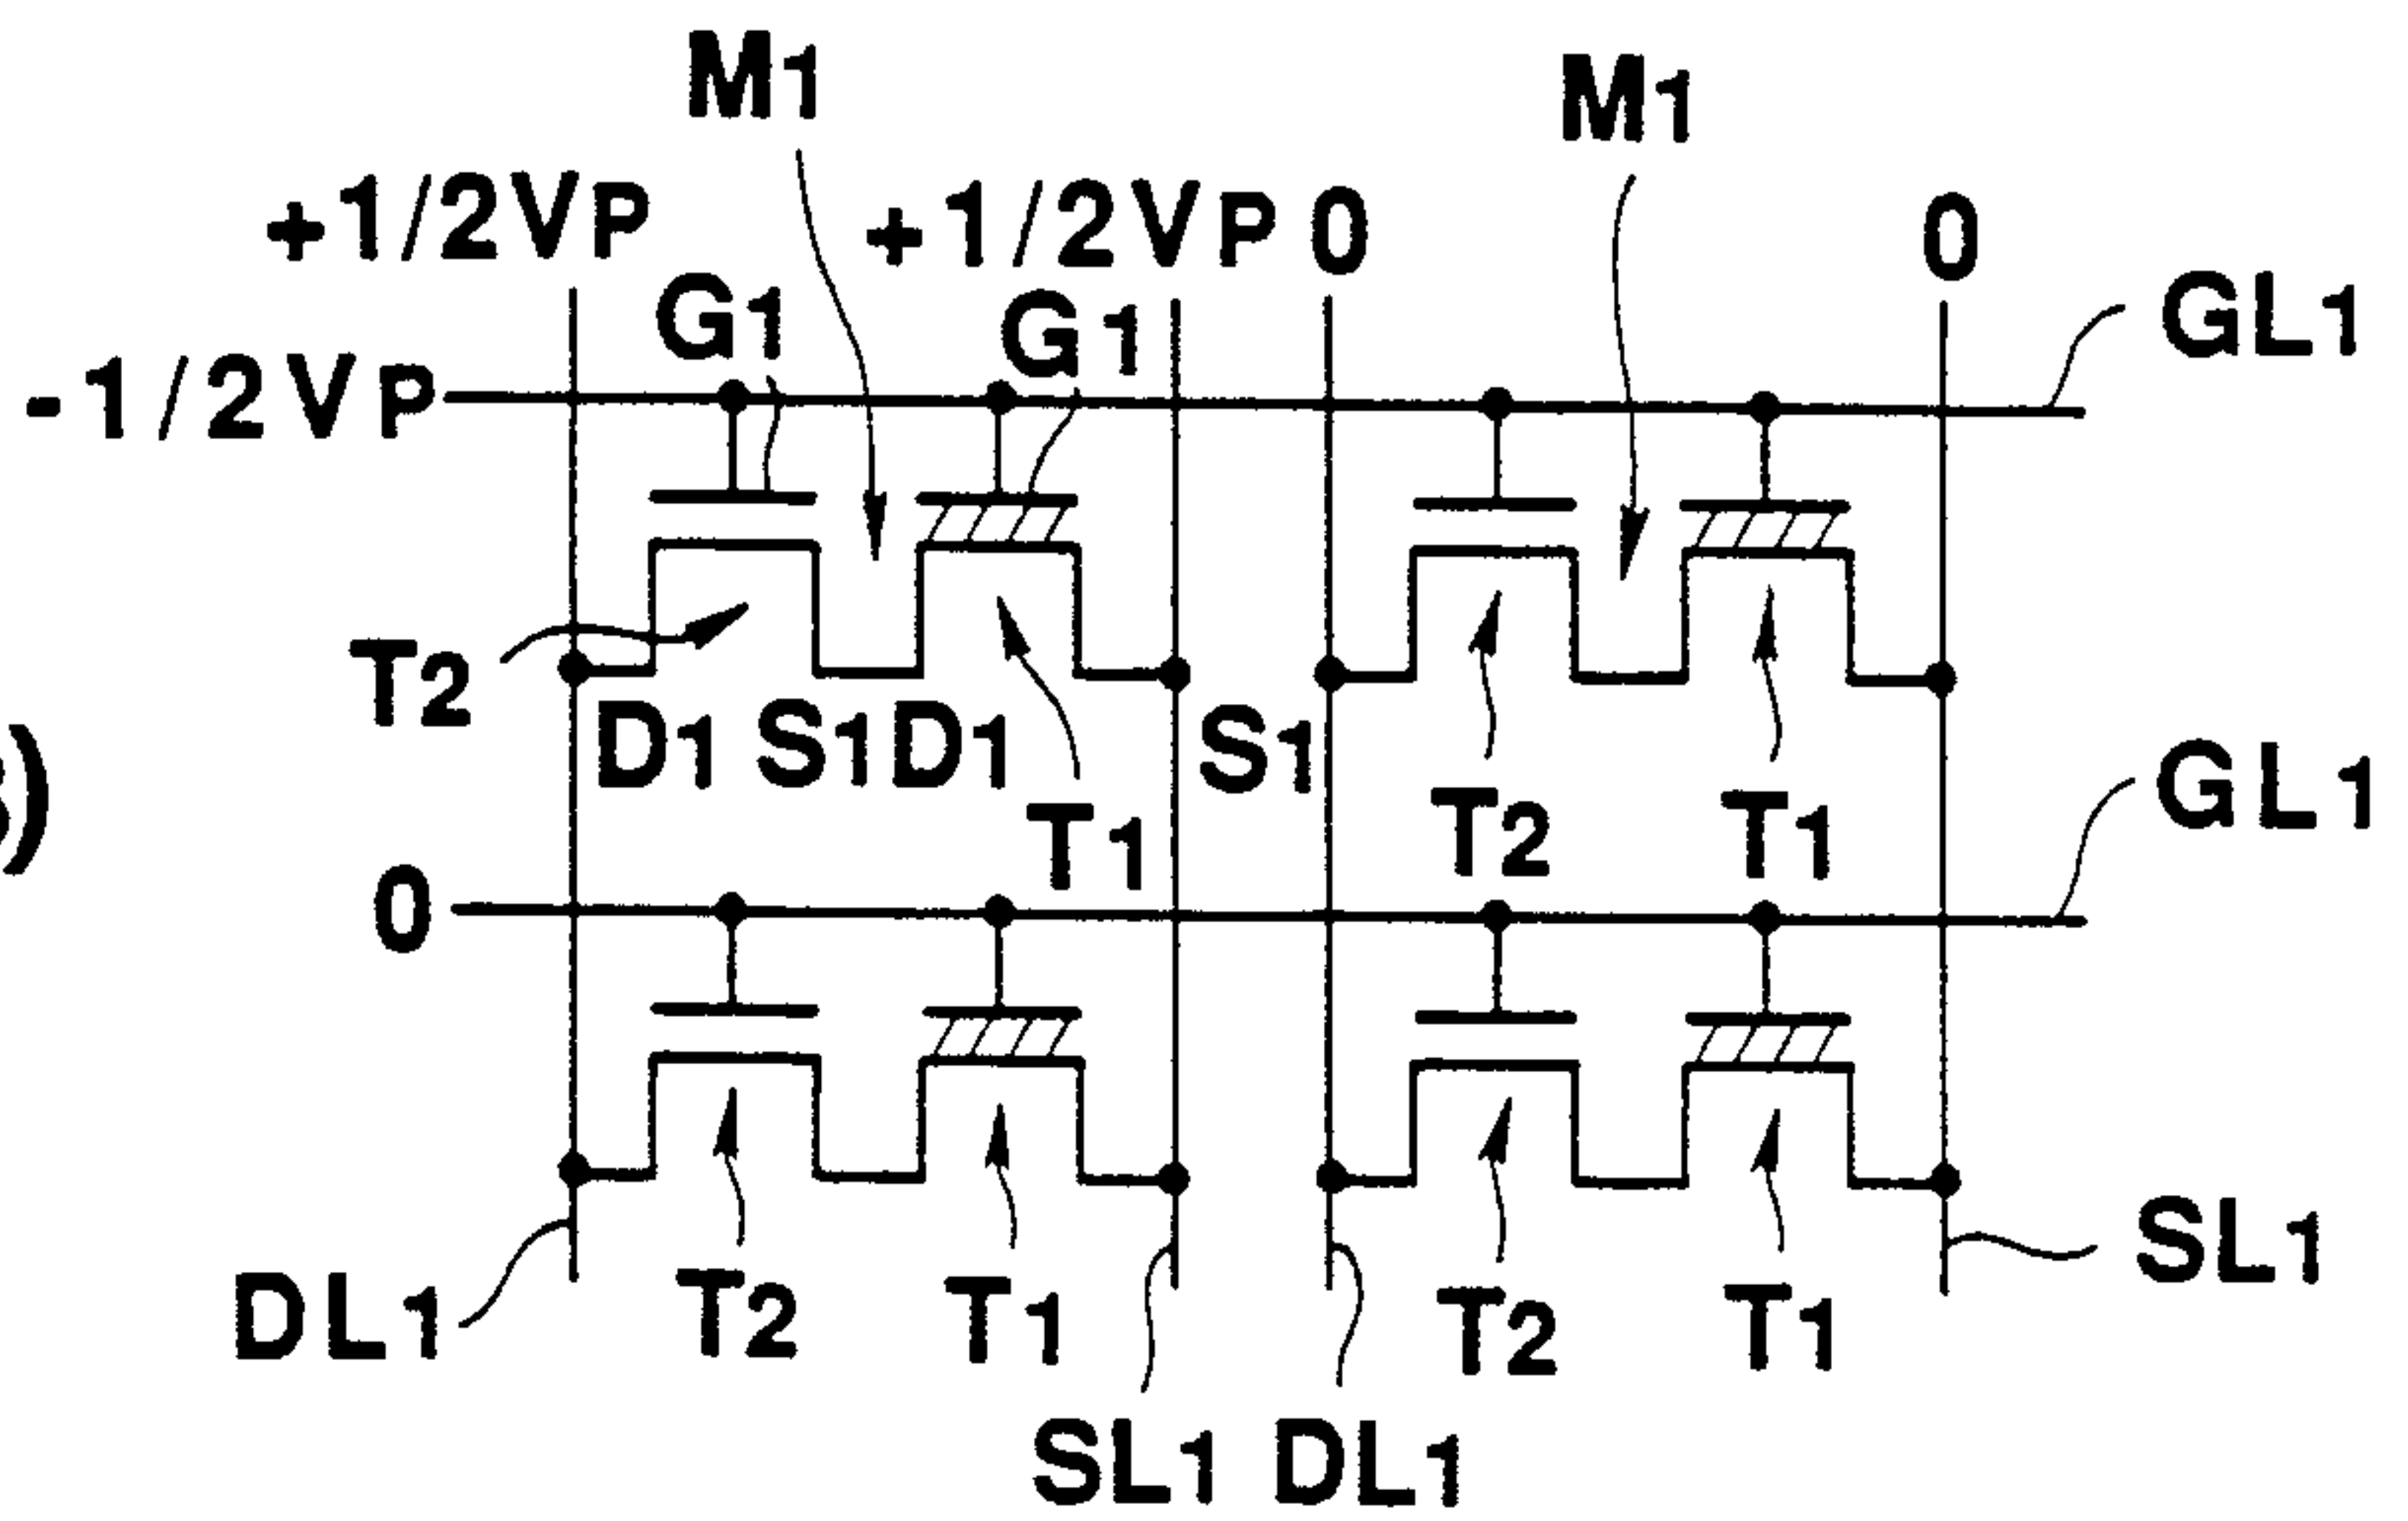 M1 M1
+1/2VP +1/2VP 0 0
G1 G1 GL1
-1/2VP
T2
D1 S1D1 S1
T1 T2 T1 GL1
)
0
DL1 T2 T1 T2 T1 SL1
SL1 DL1